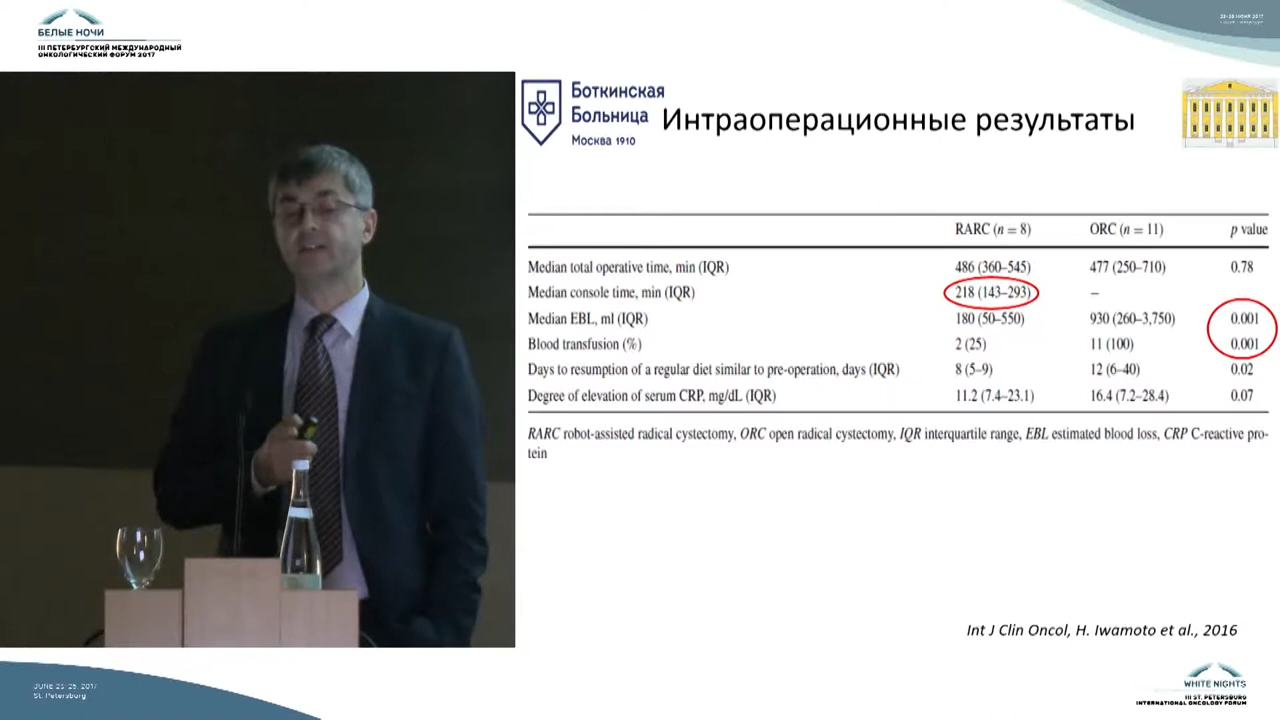 БЕЛЫЕ НОЧИ
III ПЕТЕРБУРГСКИЙ МЕЖДУНАРОДНЫЙ
ОНКОЛОГИЧЕСКИЙ ФОРУМ 2017
Боткинская
Больница
Москва 1910
Интраоперационные результаты
RARC (n = 8) ORC (n = 11) p value
Median total operative time, min (IQR) 486 (360–545) 477 (250–710) 0.78
Median console time, min (IQR) 218 (143–293) –
Median EBL, ml (IQR) 180 (50–550) 930 (260–3,750) 0.001
Blood transfusion (%) 2 (25) 11 (100) 0.001
Days to resumption of a regular diet similar to pre-operation, days (IQR) 8 (5–9) 12 (6–40) 0.02
Degree of elevation of serum CRP, mg/dL (IQR) 11.2 (7.4–23.1) 16.4 (7.2–28.4) 0.07
RARC robot-assisted radical cystectomy, ORC open radical cystectomy, IQR interquartile range, EBL estimated blood loss, CRP C-reactive pro-
tein
Int J Clin Oncol, H. Iwamoto et al., 2016
St. Petersburg
WHITE NIGHTS
III ST. PETERSBURG
INTERNATIONAL ONCOLOGY FORUM